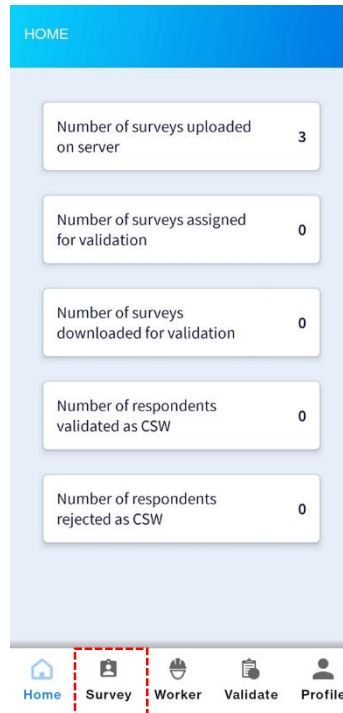 HOME
Number of surveys uploaded
on server
3
Number of surveys assigned
for validation
0
Number of surveys
downloaded for validation
0
Number of respondents
validated as CSW
0
Number of respondents
rejected as CSW
0
Home Survey Worker Validate Profile